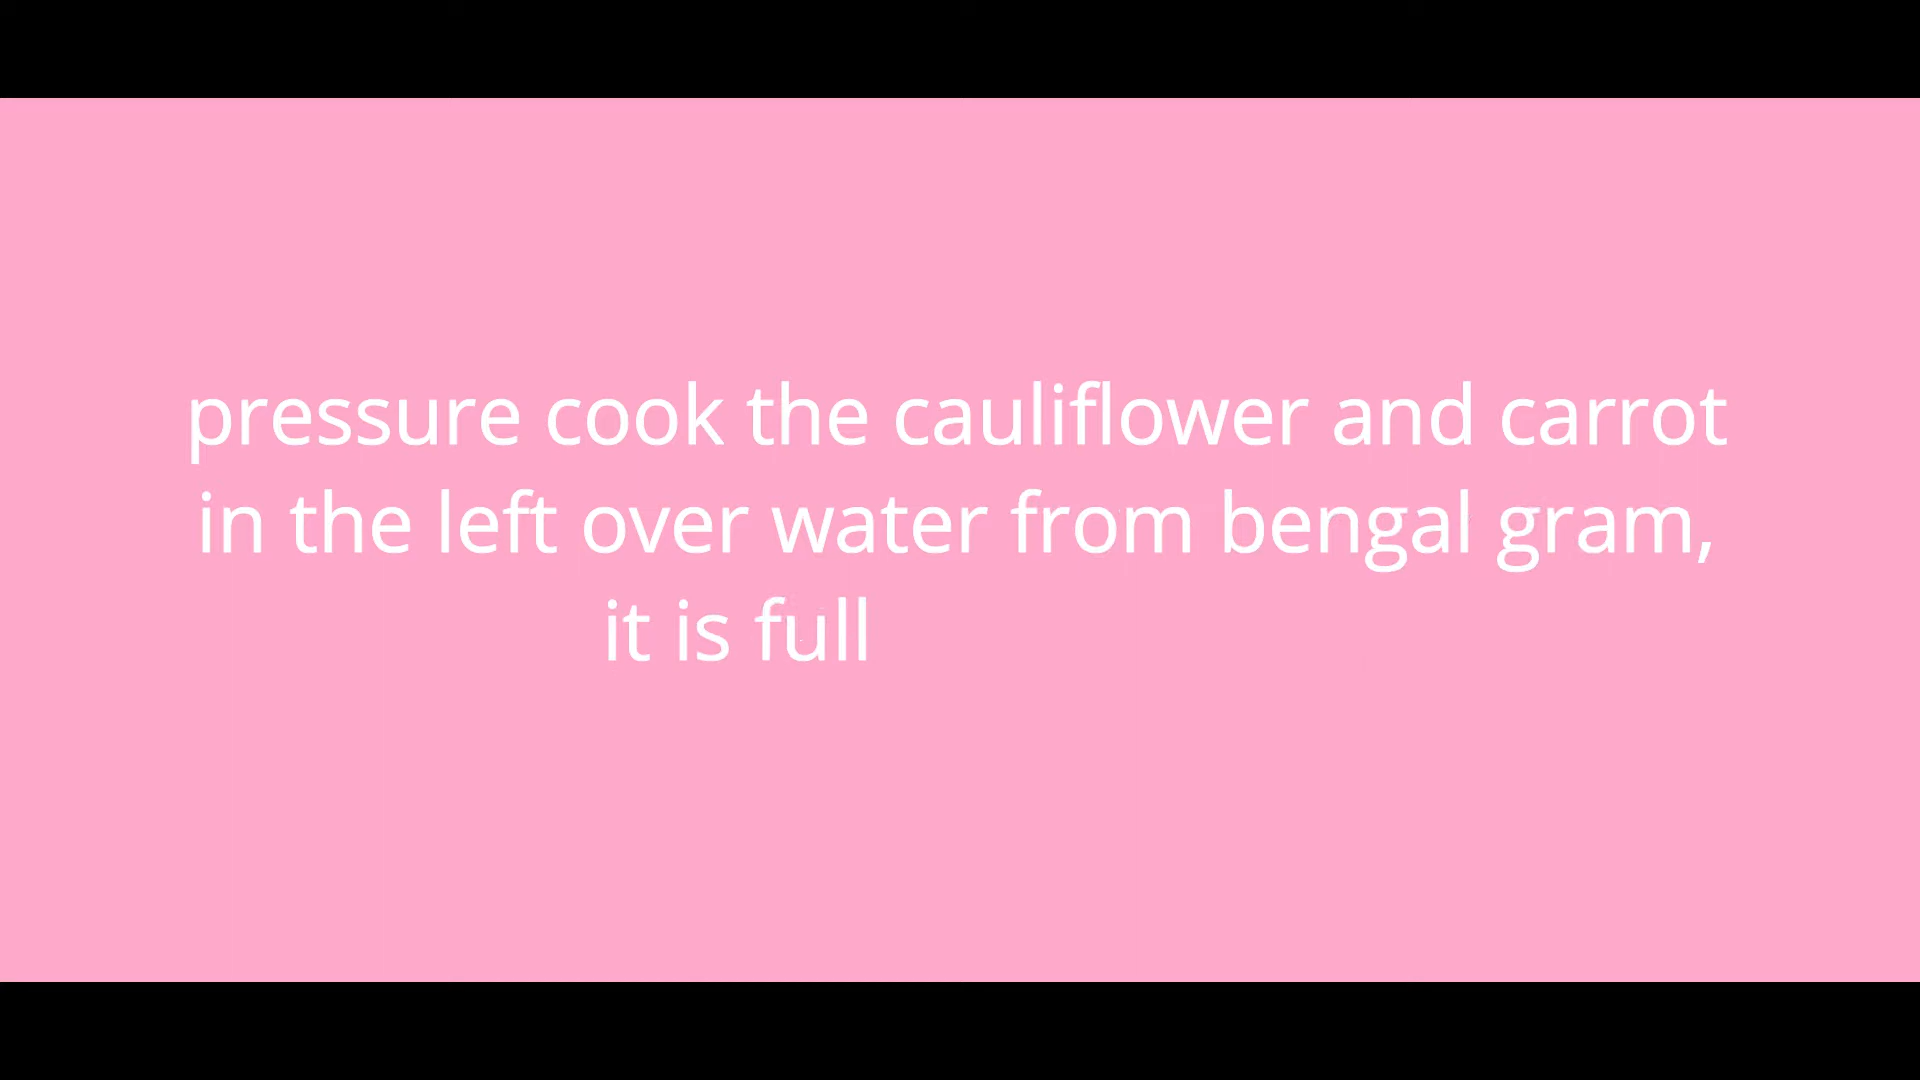 pressure cook the cauliflower and carrot
in the left over water from bengal gram,
it is full